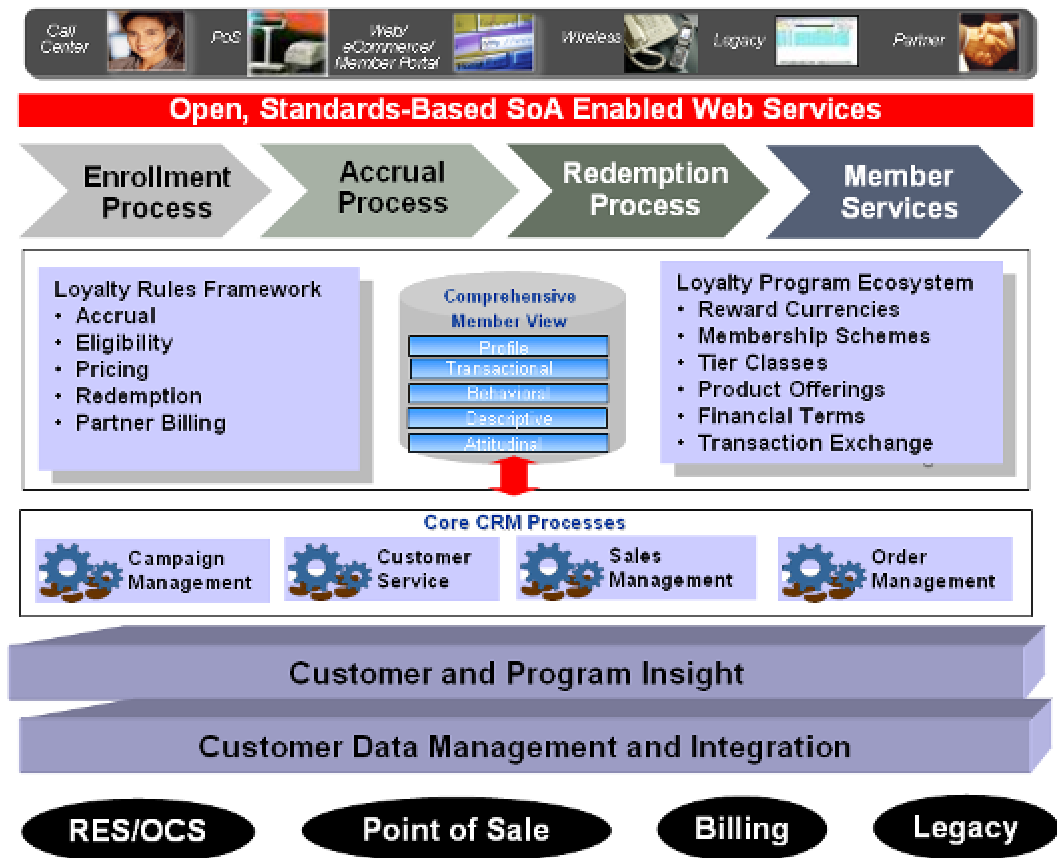 Call
Center
PoS
Web/
eCommerce/
Member Portal
Wireless
Legacy
Partner
Open, Standards-Based SoA Enabled Web Services
Enrollment
Process
Accrual
Process
Redemption
Process
Member
Services
Loyalty Rules Framework
• Accrual
• Eligibility
• Pricing
• Redemption
• Partner Billing
Comprehensive
Member View
Profile
Transactional
Behavioral
Descriptive
Attitudinal
Loyalty Program Ecosystem
• Reward Currencies
• Membership Schemes
• Tier Classes
• Product Offerings
• Financial Terms
• Transaction Exchange
Core CRM Processes
Campaign
Management
Customer
Service
Sales
Management
Order
Management
Customer and Program Insight
Customer Data Management and Integration
RES/OCS
Point of Sale
Billing
Legacy